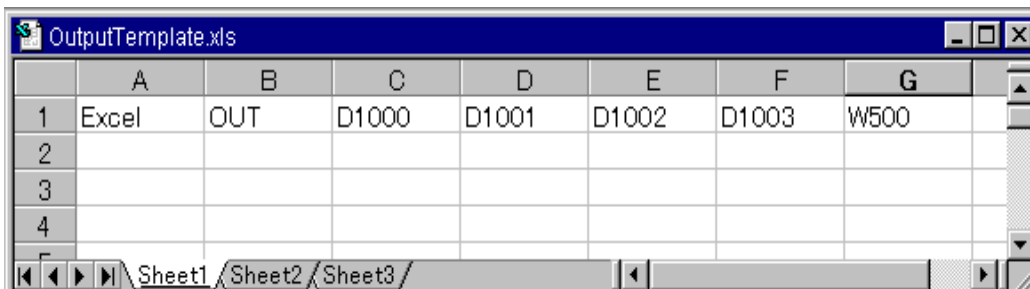 OutputTemplate.xls
A B C D E F G
1 Excel OUT D1000 D1001 D1002 D1003 W500
2
3
4
Sheet1 Sheet2 Sheet3